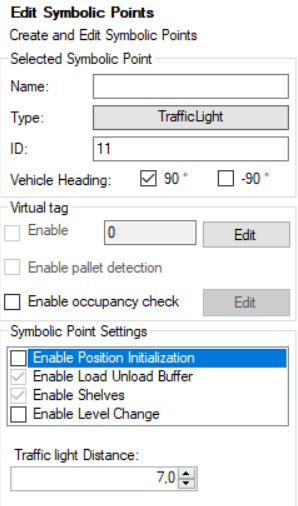 Edit Symbolic Points
Create and Edit Symbolic Points
Selected Symbolic Point
Name:
Type: TrafficLight
ID: 11
Vehicle Heading: 90 ° -90 °
Virtual tag
Enable 0 Edit
Enable pallet detection
Enable occupancy check Edit
Symbolic Point Settings
Enable Position Initialization
Enable Load Unload Buffer
Enable Shelves
Enable Level Change
Traffic light Distance:
7,0